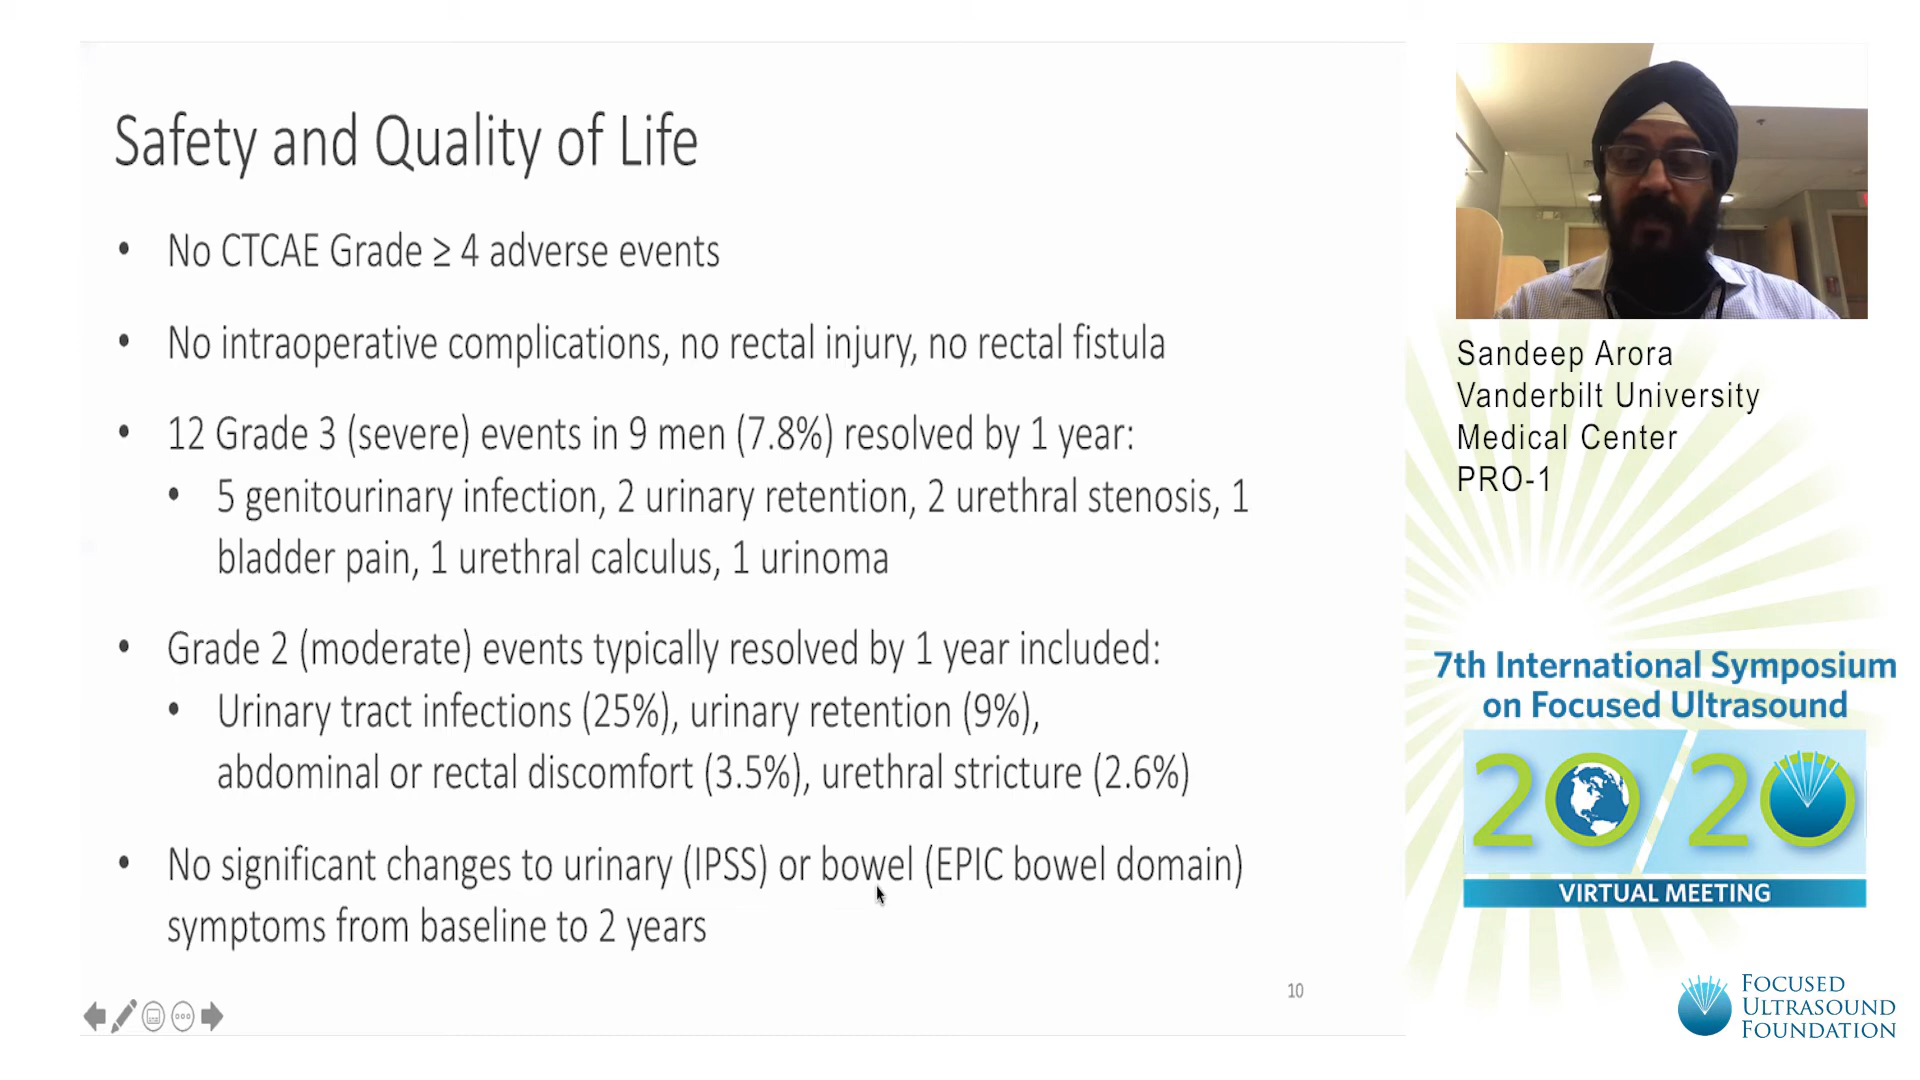 Safety and Quality of Life
• No CTCAE Grade ≥ 4 adverse events
• No intraoperative complications, no rectal injury, no rectal fistula
• 12 Grade 3 (severe) events in 9 men (7.8%) resolved by 1 year:
• 5 genitourinary infection, 2 urinary retention, 2 urethral stenosis, 1
bladder pain, 1 urethral calculus, 1 urinoma
• Grade 2 (moderate) events typically resolved by 1 year included:
• Urinary tract infections (25%), urinary retention (9%),
abdominal or rectal discomfort (3.5%), urethral stricture (2.6%)
• No significant changes to urinary (IPSS) or bowel (EPIC bowel domain)
symptoms from baseline to 2 years
10
Sandeep Arora
Vanderbilt University
Medical Center
PRO-1
7th International Symposium
on Focused Ultrasound
20/20
VIRTUAL MEETING
FOCUSED
ULTRASOUND
FOUNDATION